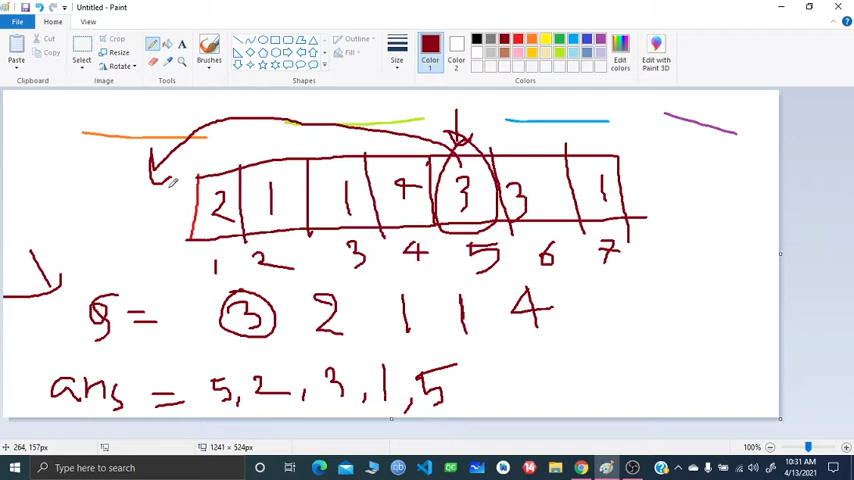 Untitled - Paint
File Home View
Paste Cut Copy Select Crop Resize Rotate Brushes Outline Fill Size Color 1 Color 2 Edit colors Edit with Paint 3D
Clipboard Image Tools Shapes Colors
2 1 1 4 3 3 1
1 2 3 4 5 6 7
= 3 2 1 1 4
ans = 5, 2, 3, 1, 5
264, 157px 1241 × 524px 100%
Type here to search 14 10:31 AM
4/13/2021